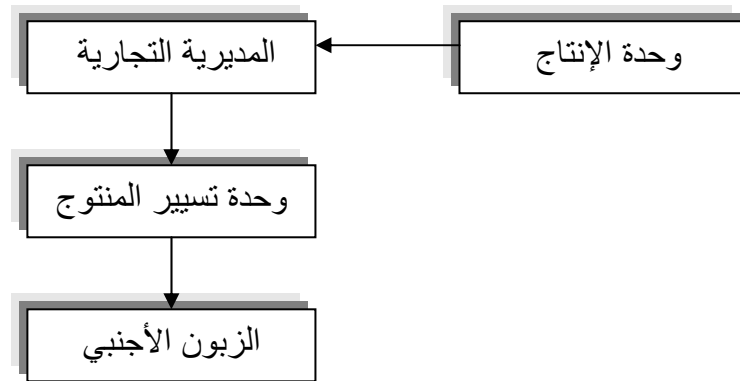 وحدة الإنتاج
المديرية التجارية
وحدة تسيير المنتوج
الزبون الأجنبي